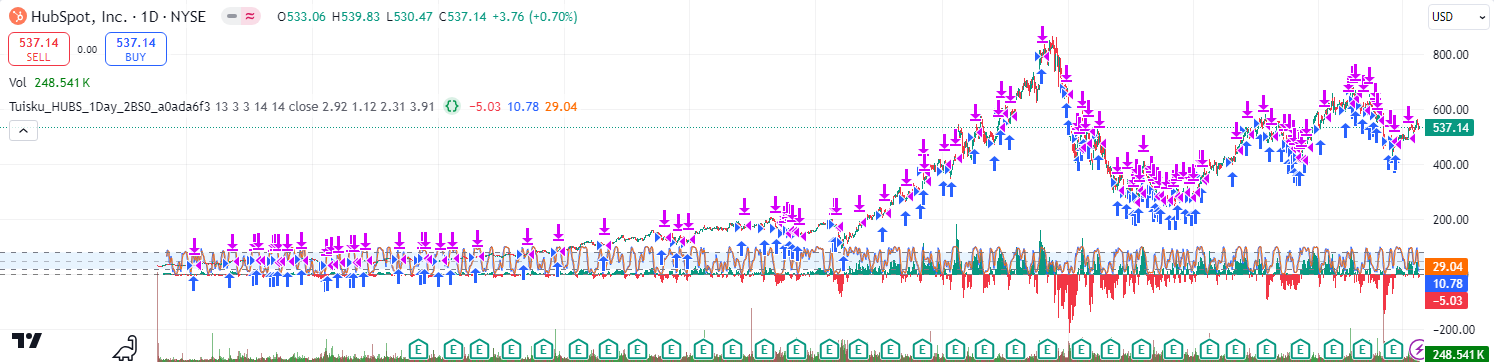 HubSpot, Inc. · 1D · NYSE O533.06 H539.83 L530.47 C537.14 +3.76 (+0.70%)
USD
537.14 SELL 0.00 537.14 BUY
Vol 248.541 K
Tuisku_HUBS_1Day_2BS0_a0ada6f3 13 3 3 14 14 close 2.92 1.12 2.31 3.91 {} −5.03 10.78 29.04
800.00
600.00
537.14
400.00
200.00
29.04
10.78
−5.03
−200.00
248.541 K
E E E E E E E E E E E E E E E E E E E E E E E E E E E E E E E E